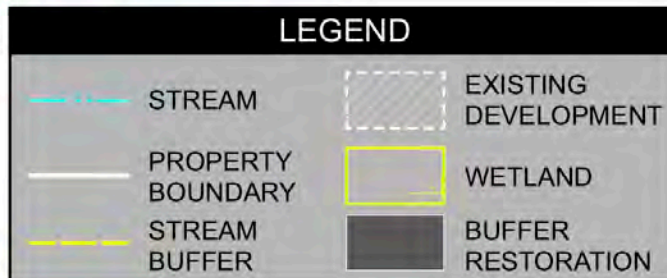 LEGEND
STREAM
PROPERTY
BOUNDARY
STREAM
BUFFER
EXISTING
DEVELOPMENT
WETLAND
BUFFER
RESTORATION